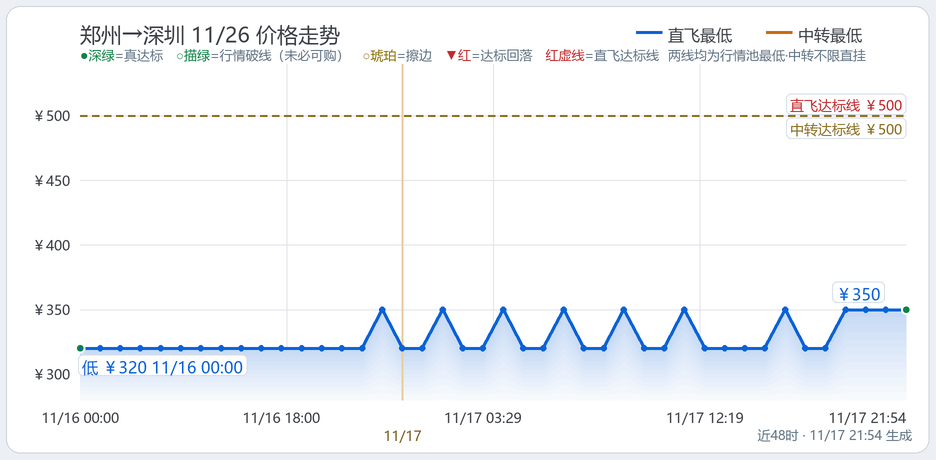 郑州→深圳 11/26 价格走势
直飞最低 中转最低
●深绿=真达标 ○描绿=行情破线（未必可购） ○琥珀=擦边 ▼红=达标回落 红虚线=直飞达标线 两线均为行情池最低·中转不限直挂
直飞达标线 ￥500
￥500
中转达标线 ￥500
￥450
￥400
￥350
￥350
低 ￥320 11/16 00:00
￥300
11/16 00:00 11/16 18:00 11/17 03:29 11/17 12:19 11/17 21:54
11/17
近48时 · 11/17 21:54 生成